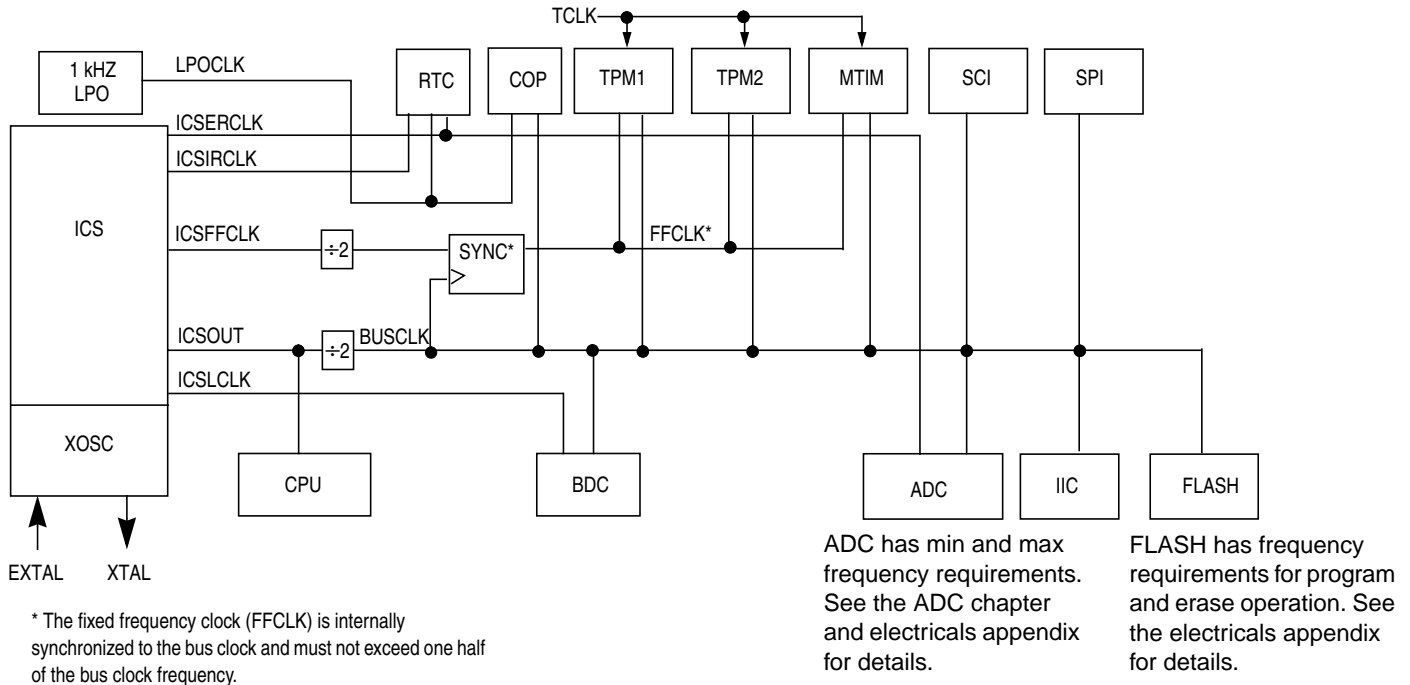 TCLK
1 kHZ
LPO
LPOCLK
RTC
COP
TPM1
TPM2
MTIM
SCI
SPI
ICSERCLK
ICSIRCLK
ICS
ICSFFCLK
÷2
SYNC*
FFCLK*
ICSOUT
÷2
BUSCLK
ICSLCLK
XOSC
CPU
BDC
ADC
IIC
FLASH
EXTAL
XTAL
ADC has min and max
frequency requirements.
See the ADC chapter
and electricals appendix
for details.
FLASH has frequency
requirements for program
and erase operation. See
the electricals appendix
for details.
* The fixed frequency clock (FFCLK) is internally
synchronized to the bus clock and must not exceed one half
of the bus clock frequency.